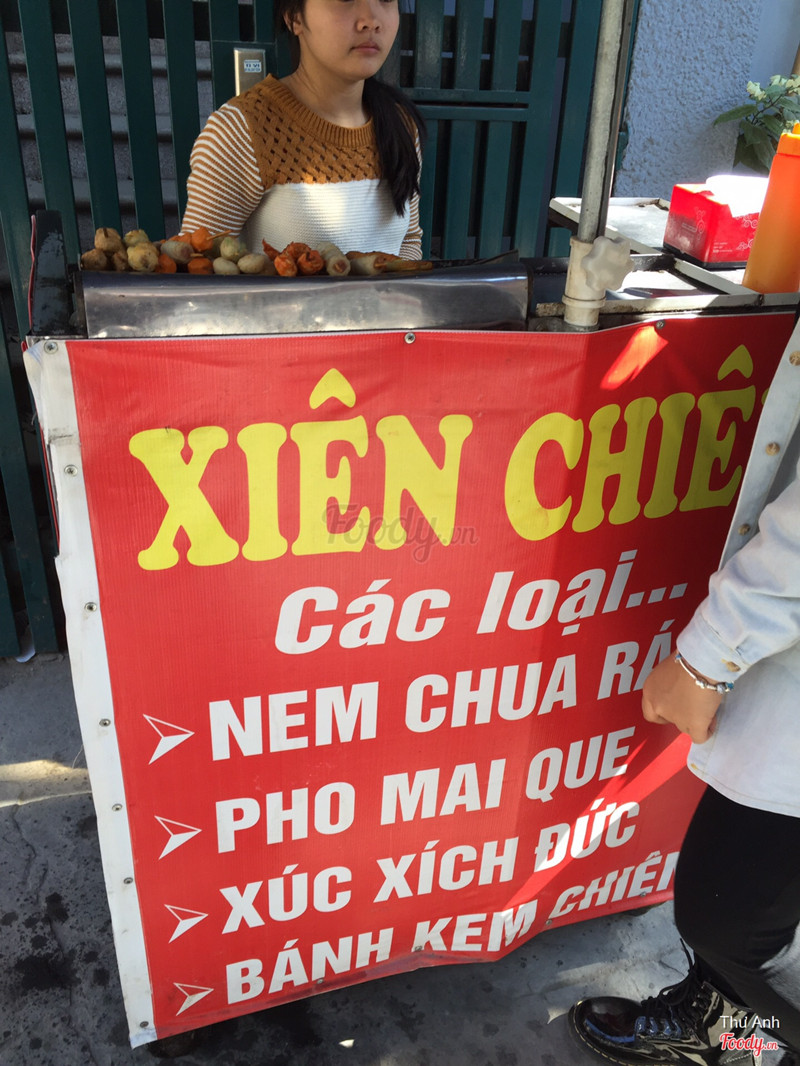 XIÊN CHIÊ
Các loại...
NEM CHUA RÁ
PHO MAI QUE
XÚC XÍCH ĐỨC
BÁNH KEM CHIÊN
Foody.vn
Thư Anh
Foody.vn